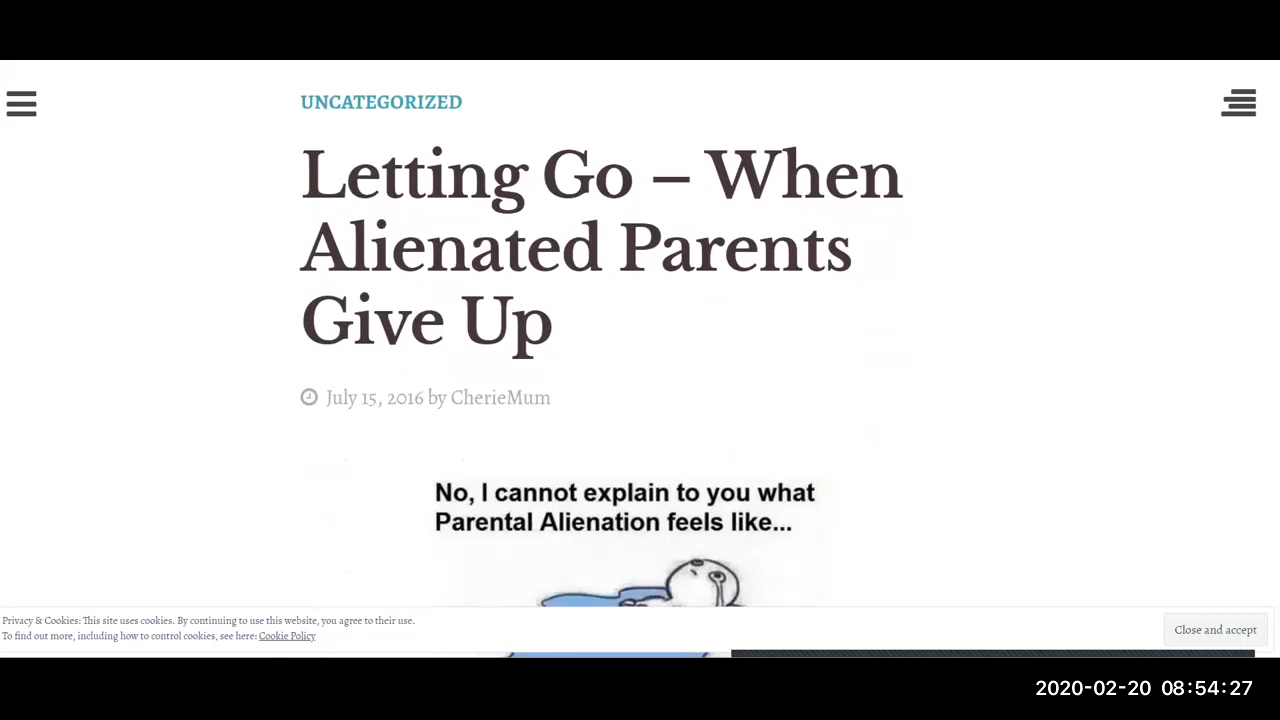 UNCATEGORIZED
Letting Go – When
Alienated Parents
Give Up
July 15, 2016 by CherieMum
No, I cannot explain to you what
Parental Alienation feels like...
Privacy & Cookies: This site uses cookies. By continuing to use this website, you agree to their use.
To find out more, including how to control cookies, see here: Cookie Policy
Close and accept
2020-02-20 08:54:27